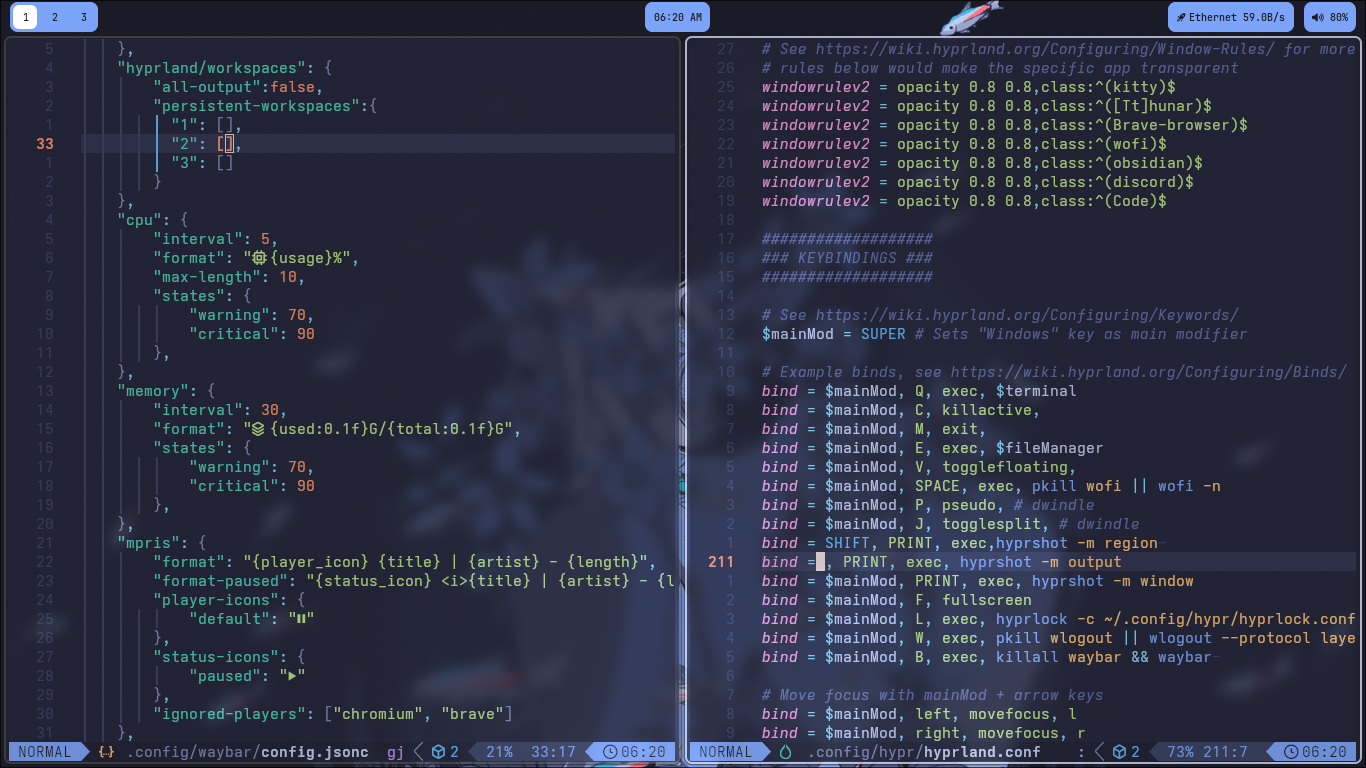 1 2 3
06:20 AM
Ethernet 59.0B/s
80%
5 },
4 "hyprland/workspaces": {
3 "all-output":false,
2 "persistent-workspaces":{
1 "1": [],
33 "2": [],
1 "3": []
2 }
3 },
4 "cpu": {
5 "interval": 5,
6 "format": "{usage}%",
7 "max-length": 10,
8 "states": {
9 "warning": 70,
10 "critical": 90
11 },
12 },
13 "memory": {
14 "interval": 30,
15 "format": "{used:0.1f}G/{total:0.1f}G",
16 "states": {
17 "warning": 70,
18 "critical": 90
19 },
20 },
21 "mpris": {
22 "format": "{player_icon} {title} | {artist} - {length}",
23 "format-paused": "{status_icon} <i>{title} | {artist} - {l
24 "player-icons": {
25 "default": "⏸"
26 },
27 "status-icons": {
28 "paused": "▶"
29 },
30 "ignored-players": ["chromium", "brave"]
31 },
NORMAL {..} .config/waybar/config.jsonc gj 2 21% 33:17 06:20
27 # See https://wiki.hyprland.org/Configuring/Window-Rules/ for more
26 # rules below would make the specific app transparent
25 windowrulev2 = opacity 0.8 0.8,class:^(kitty)$
24 windowrulev2 = opacity 0.8 0.8,class:^([Tt]hunar)$
23 windowrulev2 = opacity 0.8 0.8,class:^(Brave-browser)$
22 windowrulev2 = opacity 0.8 0.8,class:^(wofi)$
21 windowrulev2 = opacity 0.8 0.8,class:^(obsidian)$
20 windowrulev2 = opacity 0.8 0.8,class:^(discord)$
19 windowrulev2 = opacity 0.8 0.8,class:^(Code)$
18
17 ###################
16 ### KEYBINDINGS ###
15 ###################
14
13 # See https://wiki.hyprland.org/Configuring/Keywords/
12 $mainMod = SUPER # Sets "Windows" key as main modifier
11
10 # Example binds, see https://wiki.hyprland.org/Configuring/Binds/
9 bind = $mainMod, Q, exec, $terminal
8 bind = $mainMod, C, killactive,
7 bind = $mainMod, M, exit,
6 bind = $mainMod, E, exec, $fileManager
5 bind = $mainMod, V, togglefloating,
4 bind = $mainMod, SPACE, exec, pkill wofi || wofi -n
3 bind = $mainMod, P, pseudo, # dwindle
2 bind = $mainMod, J, togglesplit, # dwindle
1 bind = SHIFT, PRINT, exec,hyprshot -m region
211 bind = , PRINT, exec, hyprshot -m output
1 bind = $mainMod, PRINT, exec, hyprshot -m window
2 bind = $mainMod, F, fullscreen
3 bind = $mainMod, L, exec, hyprlock -c ~/.config/hypr/hyprlock.conf
4 bind = $mainMod, W, exec, pkill wlogout || wlogout --protocol laye
5 bind = $mainMod, B, exec, killall waybar && waybar
6
7 # Move focus with mainMod + arrow keys
8 bind = $mainMod, left, movefocus, l
9 bind = $mainMod, right, movefocus, r
NORMAL .config/hypr/hyprland.conf : 2 73% 211:7 06:20